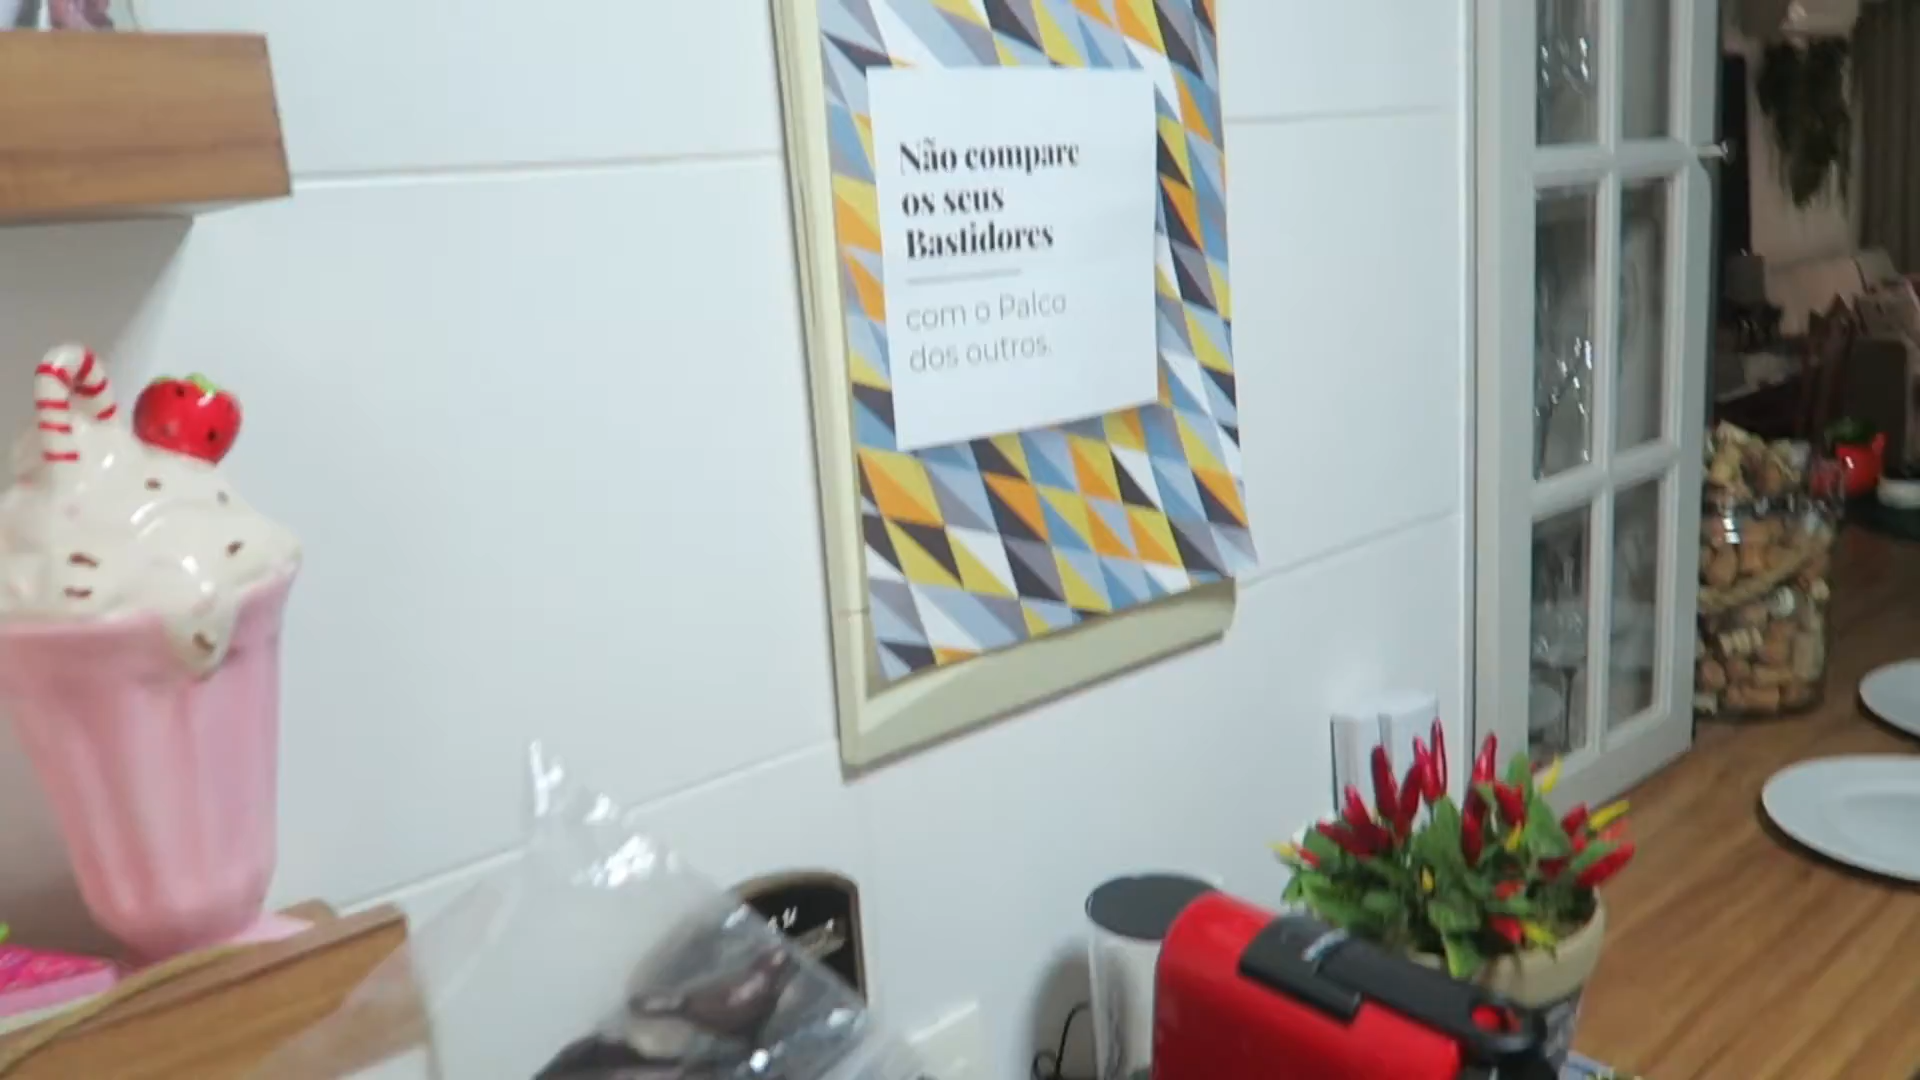 Não compare
os seus
Bastidores
com o Palco
dos outros.